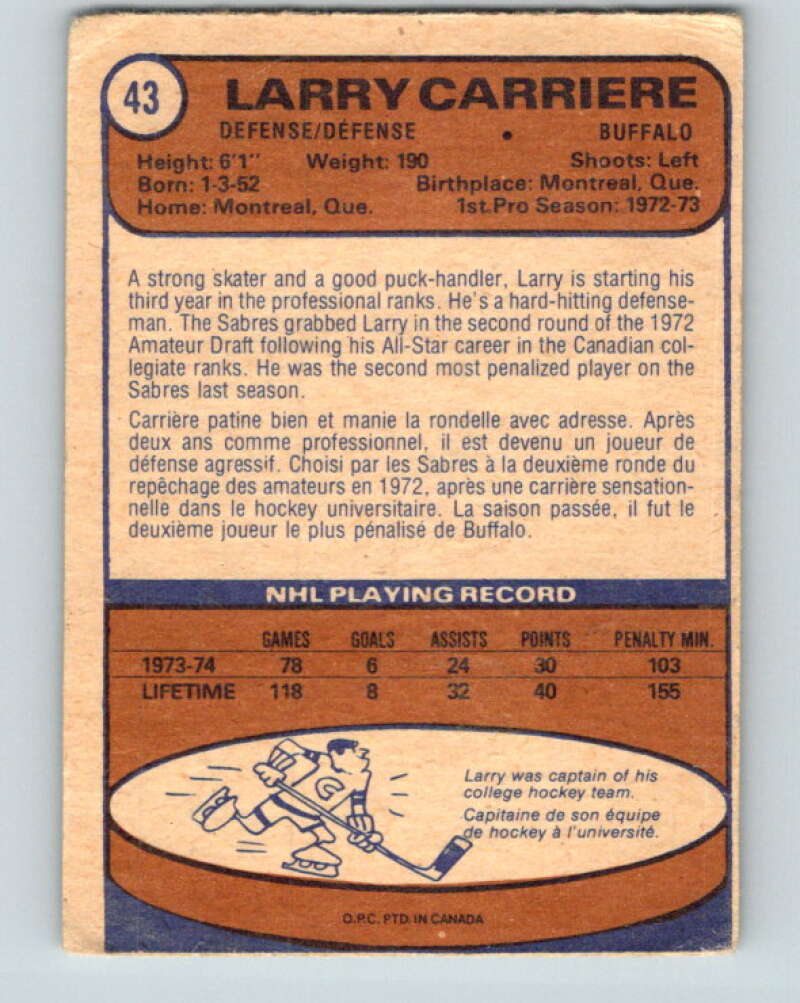 43
LARRY CARRIERE
DEFENSE/DÉFENSE • BUFFALO
Height: 6'1" Weight: 190 Shoots: Left
Born: 1-3-52 Birthplace: Montreal, Que.
Home: Montreal, Que. 1st Pro Season: 1972-73
A strong skater and a good puck-handler, Larry is starting his
third year in the professional ranks. He's a hard-hitting defense-
man. The Sabres grabbed Larry in the second round of the 1972
Amateur Draft following his All-Star career in the Canadian col-
legiate ranks. He was the second most penalized player on the
Sabres last season.
Carrière patine bien et manie la rondelle avec adresse. Après
deux ans comme professionnel, il est devenu un joueur de
défense agressif. Choisi par les Sabres à la deuxième ronde du
repêchage des amateurs en 1972, après une carrière sensation-
nelle dans le hockey universitaire. La saison passée, il fut le
deuxième joueur le plus pénalisé de Buffalo.
NHL PLAYING RECORD
GAMES GOALS ASSISTS POINTS PENALTY MIN.
1973-74 78 6 24 30 103
LIFETIME 118 8 32 40 155
C
Larry was captain of his
college hockey team.
Capitaine de son équipe
de hockey à l'université.
O.P.C. PTD. IN CANADA